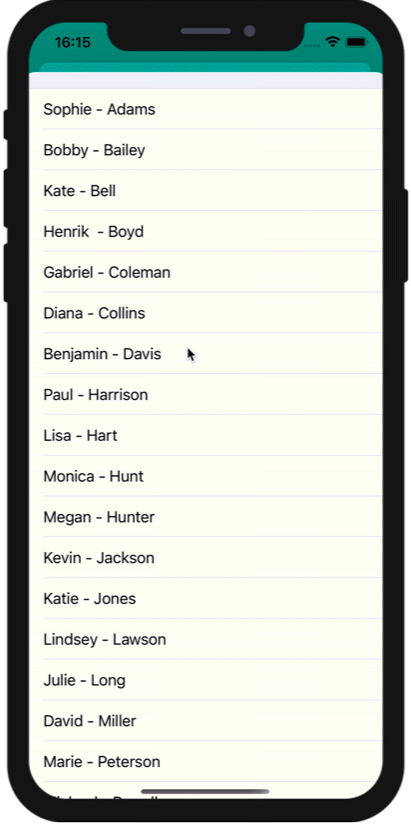 16:15
Sophie - Adams
Bobby - Bailey
Kate - Bell
Henrik  - Boyd
Gabriel - Coleman
Diana - Collins
Benjamin - Davis
Paul - Harrison
Lisa - Hart
Monica - Hunt
Megan - Hunter
Kevin - Jackson
Katie - Jones
Lindsey - Lawson
Julie - Long
David - Miller
Marie - Peterson